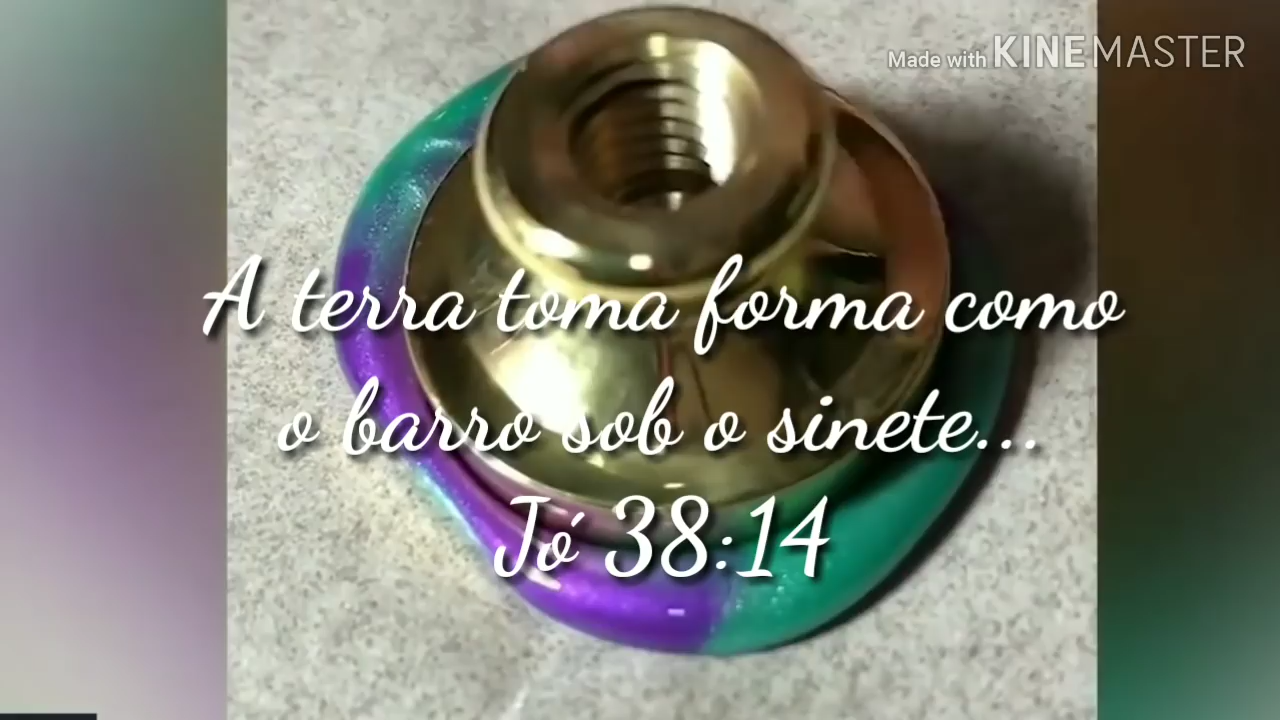 Made with KINEMASTER
A terra toma forma como
o barro sob o sinete...
Jó 38:14